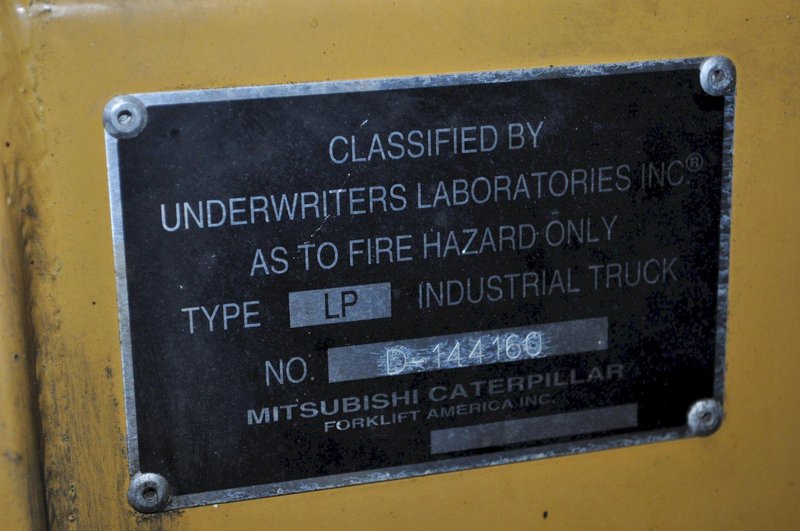 CLASSIFIED BY
UNDERWRITERS LABORATORIES INC®
AS TO FIRE HAZARD ONLY
TYPE LP INDUSTRIAL TRUCK
NO. D-144160
MITSUBISHI CATERPILLAR
FORKLIFT AMERICA INC.